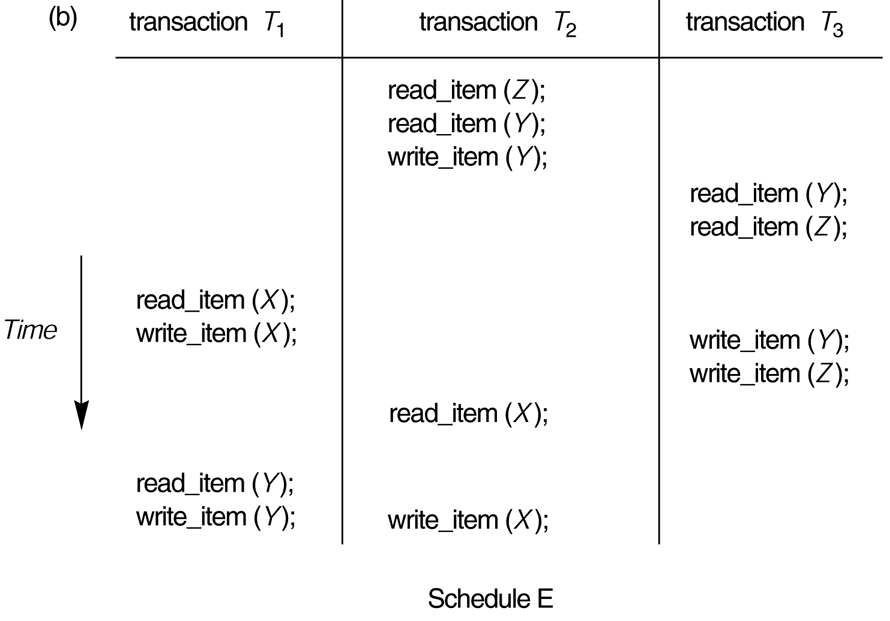 (b) transaction T1 transaction T2 transaction T3
read_item (Z);
read_item (Y);
write_item (Y);
read_item (Y);
read_item (Z);
read_item (X);
Time write_item (X);
write_item (Y);
write_item (Z);
read_item (X);
read_item (Y);
write_item (Y); write_item (X);
Schedule E